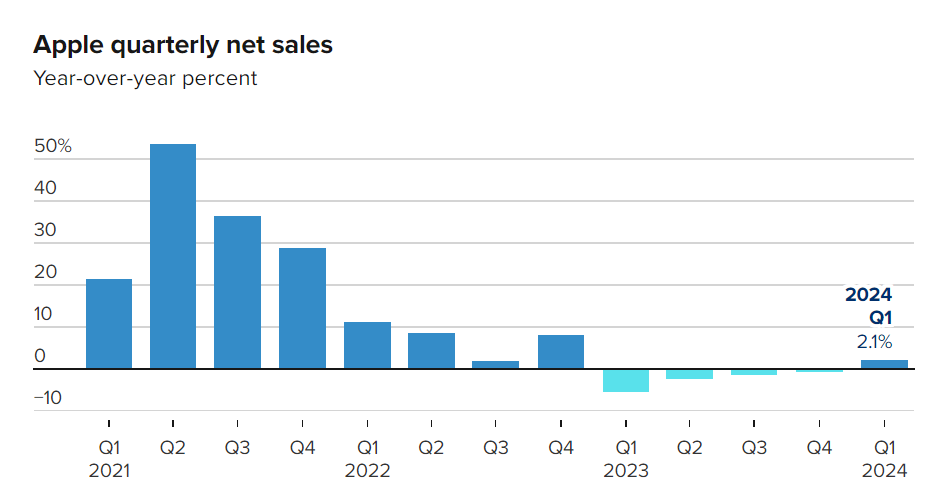 Apple quarterly net sales
Year-over-year percent
50%
40
30
20
10
0
−10
2024
Q1
2.1%
Q1 Q2 Q3 Q4 Q1 Q2 Q3 Q4 Q1 Q2 Q3 Q4 Q1
2021 2022 2023 2024